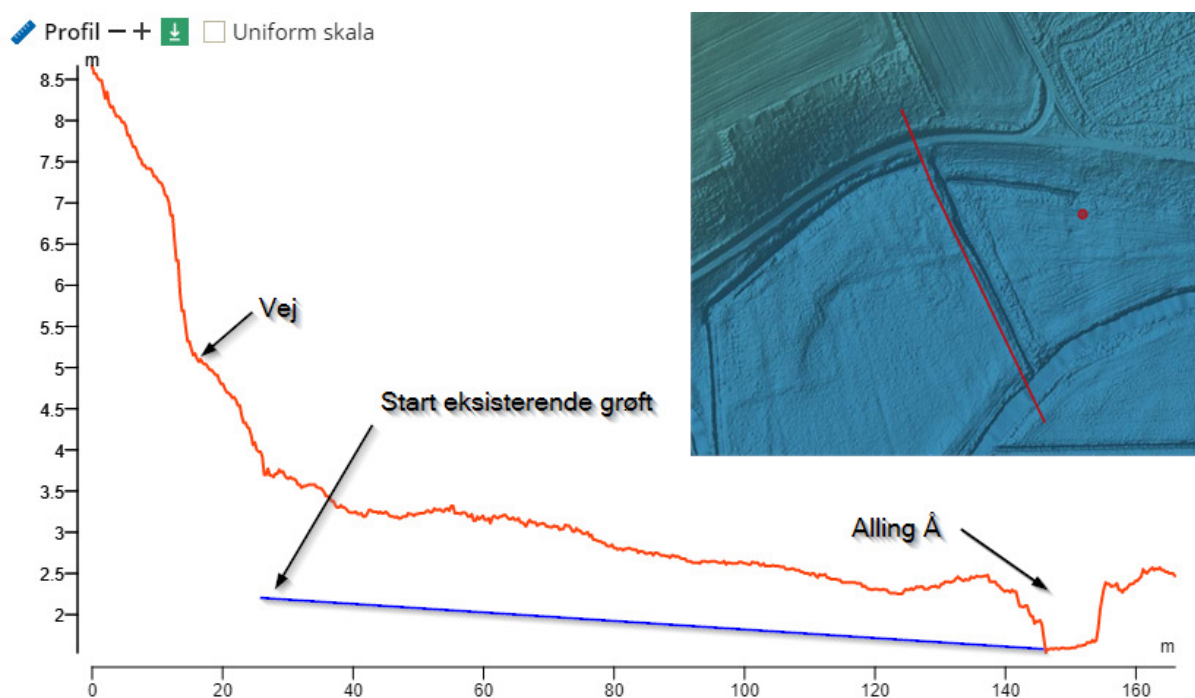 Profil − + Uniform skala
m
8.5
8
7.5
7
6.5
6
5.5
5
4.5
4
3.5
3
2.5
2
Vej
Start eksisterende grøft
Alling Å
m
0 20 40 60 80 100 120 140 160